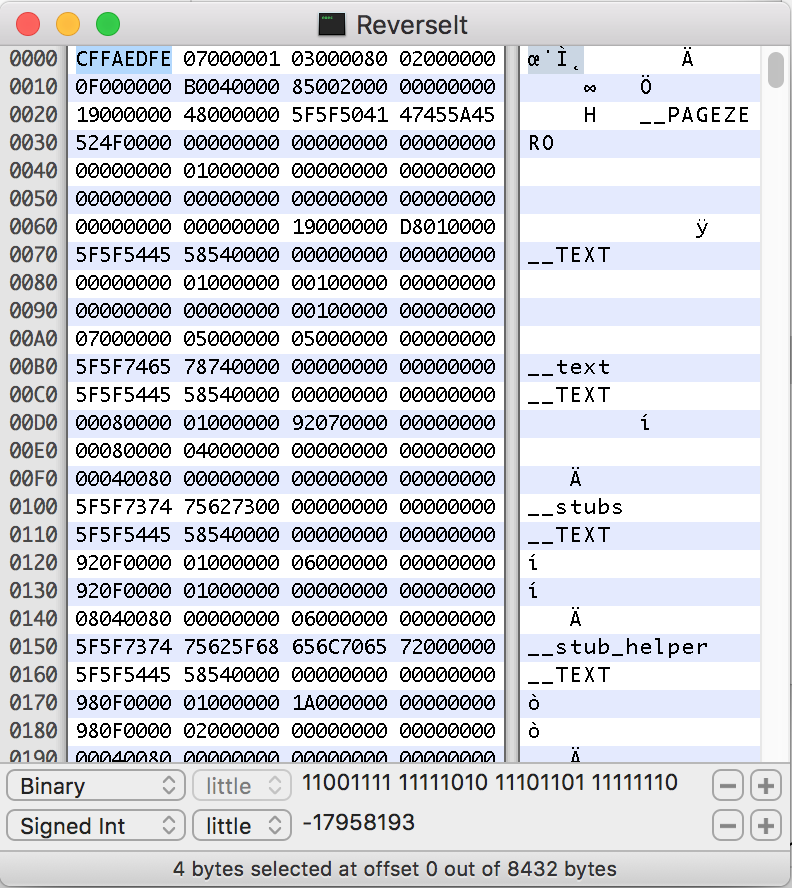 ReverseIt
0000 CFFAEDFE 07000001 03000080 02000000 œ˙Ì˛ Ä
0010 0F000000 B0040000 85002000 00000000 ∞ Ö
0020 19000000 48000000 5F5F5041 47455A45 H __PAGEZE
0030 524F0000 00000000 00000000 00000000 RO
0040 00000000 01000000 00000000 00000000
0050 00000000 00000000 00000000 00000000
0060 00000000 00000000 19000000 D8010000 ÿ
0070 5F5F5445 58540000 00000000 00000000 __TEXT
0080 00000000 01000000 00100000 00000000
0090 00000000 00000000 00100000 00000000
00A0 07000000 05000000 05000000 00000000
00B0 5F5F7465 78740000 00000000 00000000 __text
00C0 5F5F5445 58540000 00000000 00000000 __TEXT
00D0 00080000 01000000 92070000 00000000 í
00E0 00080000 04000000 00000000 00000000
00F0 00040080 00000000 00000000 00000000 Ä
0100 5F5F7374 75627300 00000000 00000000 __stubs
0110 5F5F5445 58540000 00000000 00000000 __TEXT
0120 920F0000 01000000 06000000 00000000 í
0130 920F0000 01000000 00000000 00000000 í
0140 08040080 00000000 06000000 00000000 Ä
0150 5F5F7374 75625F68 656C7065 72000000 __stub_helper
0160 5F5F5445 58540000 00000000 00000000 __TEXT
0170 980F0000 01000000 1A000000 00000000 ò
0180 980F0000 02000000 00000000 00000000 ò
0190 00040080 00000000 00000000 00000000 Ä
Binary little 11001111 11111010 11101101 11111110
Signed Int little -17958193
4 bytes selected at offset 0 out of 8432 bytes